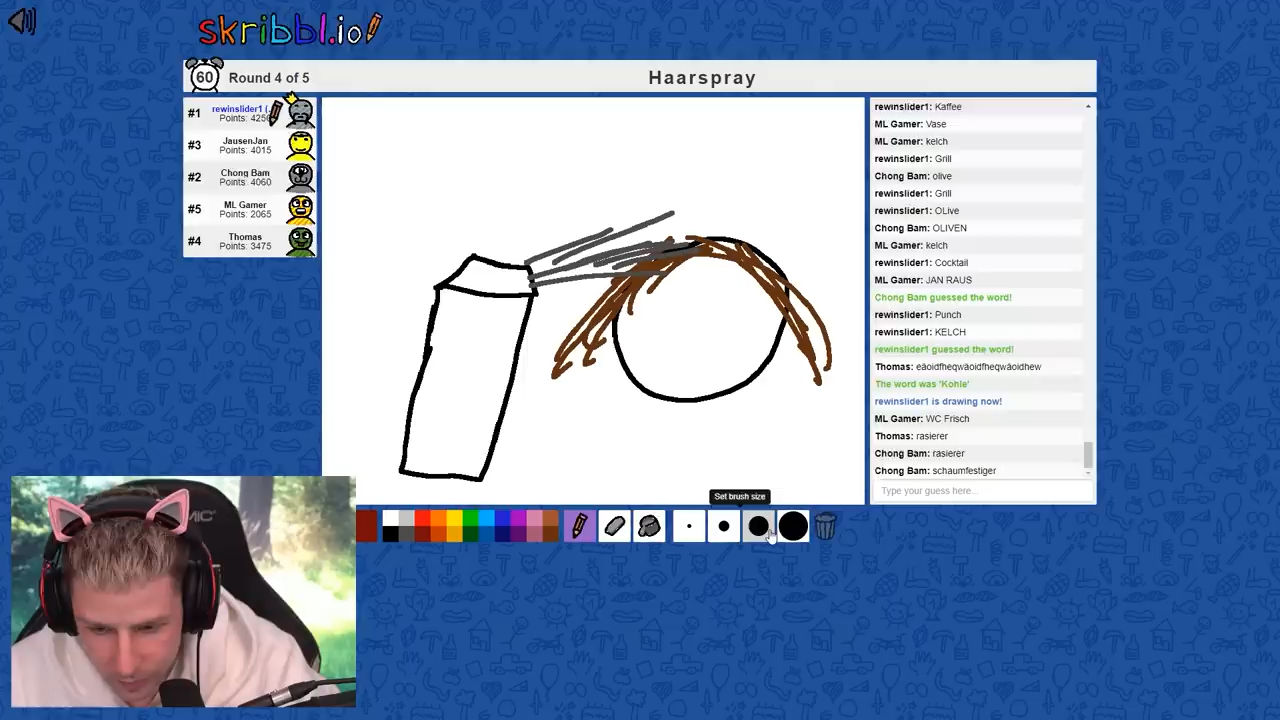 skribbl.io
60
Round 4 of 5
Haarspray
#1
rewinslider1 (
Points: 4256
#3
JausenJan
Points: 4015
#2
Chong Bam
Points: 4060
#5
ML Gamer
Points: 2065
#4
Thomas
Points: 3475
rewinslider1: Kaffee
ML Gamer: Vase
ML Gamer: kelch
rewinslider1: Grill
Chong Bam: olive
rewinslider1: Grill
rewinslider1: OLive
Chong Bam: OLIVEN
ML Gamer: kelch
rewinslider1: Cocktail
ML Gamer: JAN RAUS
Chong Bam guessed the word!
rewinslider1: Punch
rewinslider1: KELCH
rewinslider1 guessed the word!
Thomas: eäoidfheqwäoidfheqwäoidhew
The word was 'Kohle'
rewinslider1 is drawing now!
ML Gamer: WC Frisch
Thomas: rasierer
Chong Bam: rasierer
Chong Bam: schaumfestiger
Type your guess here...
Set brush size